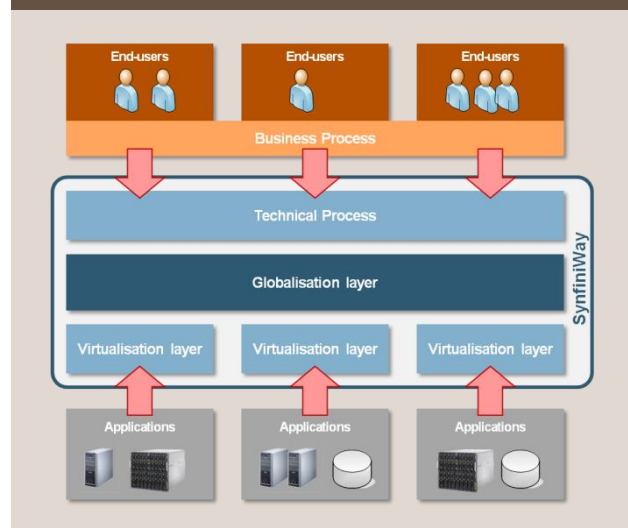 End-users
End-users
End-users
Business Process
Technical Process
Globalisation layer
SynfiniWay
Virtualisation layer
Virtualisation layer
Virtualisation layer
Applications
Applications
Applications